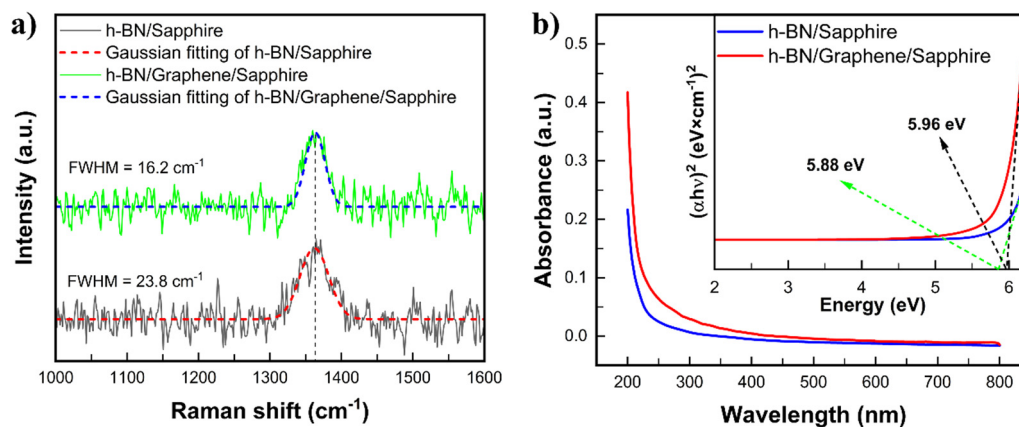 a)
h-BN/Sapphire
Gaussian fitting of h-BN/Sapphire
h-BN/Graphene/Sapphire
Gaussian fitting of h-BN/Graphene/Sapphire
FWHM = 16.2 cm⁻¹
FWHM = 23.8 cm⁻¹
Intensity (a.u.)
1000 1100 1200 1300 1400 1500 1600
Raman shift (cm⁻¹)
b)
0.5
0.4
0.3
0.2
0.1
0.0
Absorbance (a.u.)
200 300 400 500 600 700 800
Wavelength (nm)
h-BN/Sapphire
h-BN/Graphene/Sapphire
(αhν)² (eV×cm⁻¹)²
5.96 eV
5.88 eV
2 3 4 5 6
Energy (eV)